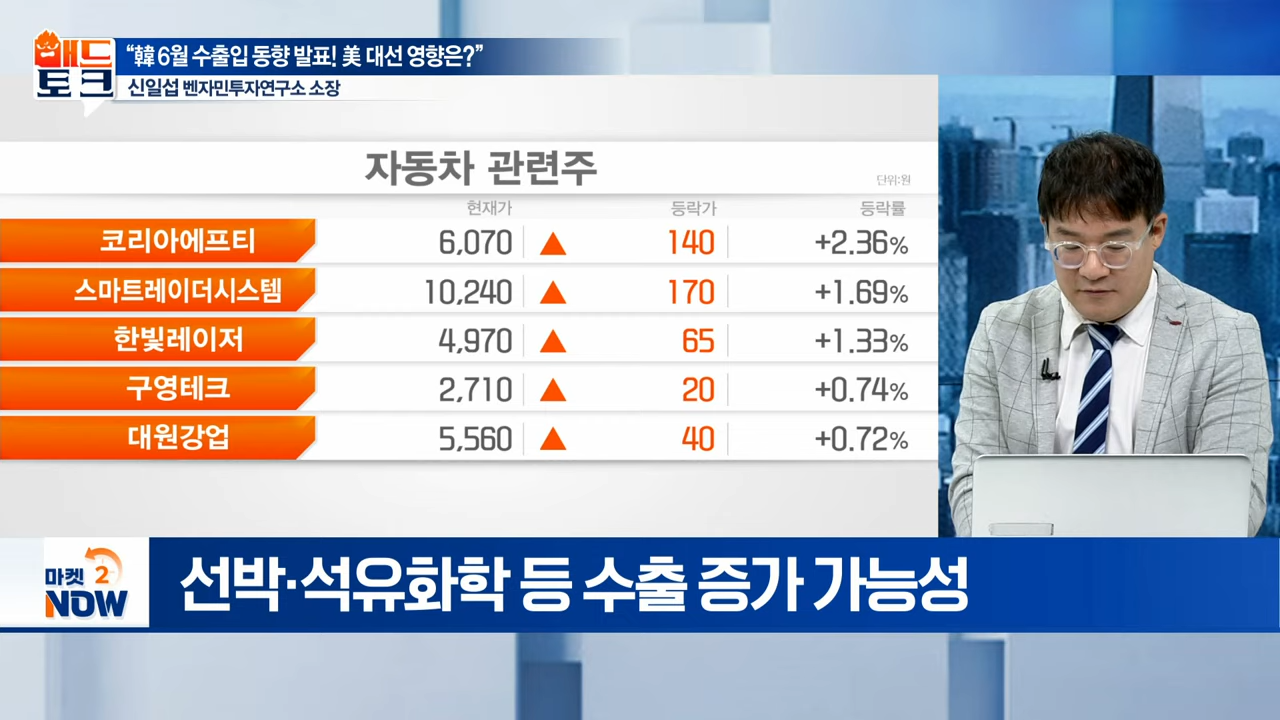 매드
토크
“韓 6월 수출입 동향 발표! 美 대선 영향은?”
신일섭 벤자민투자연구소 소장
자동차 관련주
단위:원
현재가 등락가 등락률
코리아에프티 6,070 ▲ 140 +2.36%
스마트레이더시스템 10,240 ▲ 170 +1.69%
한빛레이저 4,970 ▲ 65 +1.33%
구영테크 2,710 ▲ 20 +0.74%
대원강업 5,560 ▲ 40 +0.72%
마켓 2
NOW
선박·석유화학 등 수출 증가 가능성